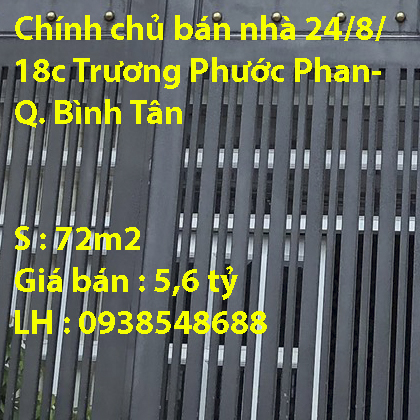 Chính chủ bán nhà 24/8/
18c Trương Phước Phan-
Q. Bình Tân
S : 72m2
Giá bán : 5,6 tỷ
LH : 0938548688